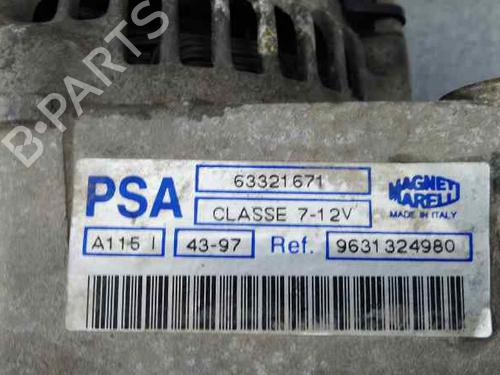 B-PARTS
PSA
63321671
CLASSE 7-12V
MAGNETI
MARELLI
MADE IN ITALY
A115 I
43-97
Ref.
9631324980